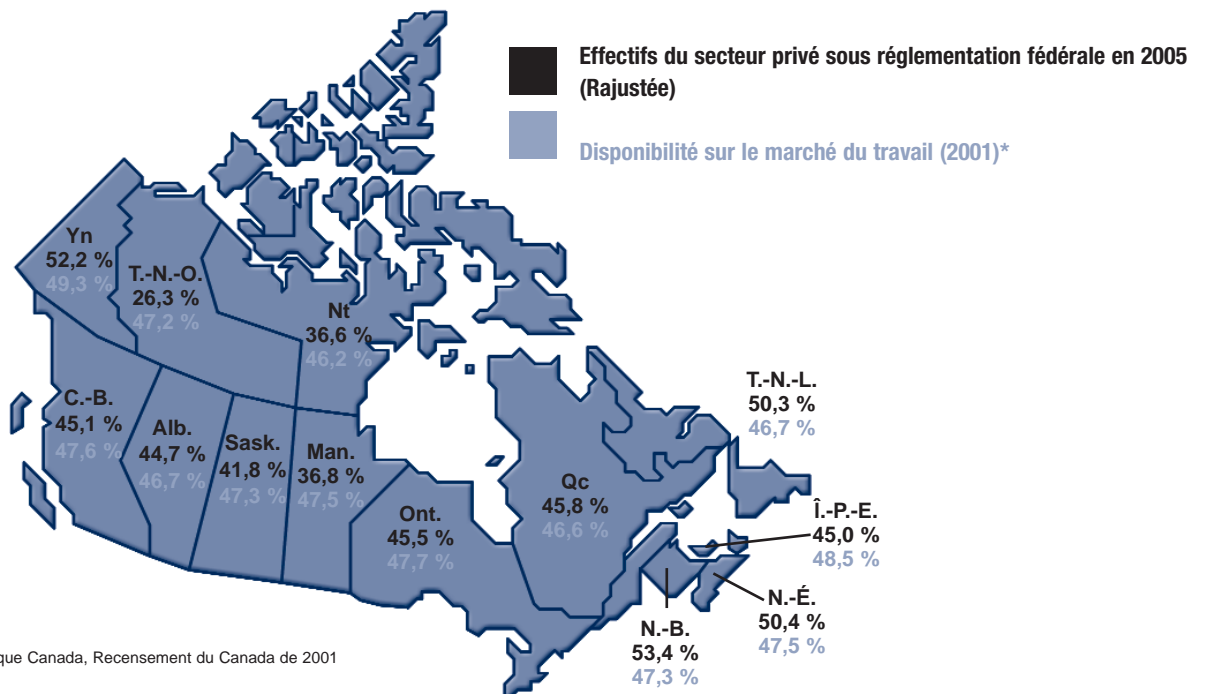 Effectifs du secteur privé sous réglementation fédérale en 2005
(Rajustée)
Disponibilité sur le marché du travail (2001)*
Yn
52,2 %
49,3 %
T.-N.-O.
26,3 %
47,2 %
Nt
36,6 %
46,2 %
C.-B.
45,1 %
47,6 %
Alb.
44,7 %
46,7 %
Sask.
41,8 %
47,3 %
Man.
36,8 %
47,5 %
Ont.
45,5 %
47,7 %
Qc
45,8 %
46,6 %
T.-N.-L.
50,3 %
46,7 %
Î.-P.-E.
45,0 %
48,5 %
N.-É.
50,4 %
47,5 %
N.-B.
53,4 %
47,3 %
que Canada, Recensement du Canada de 2001